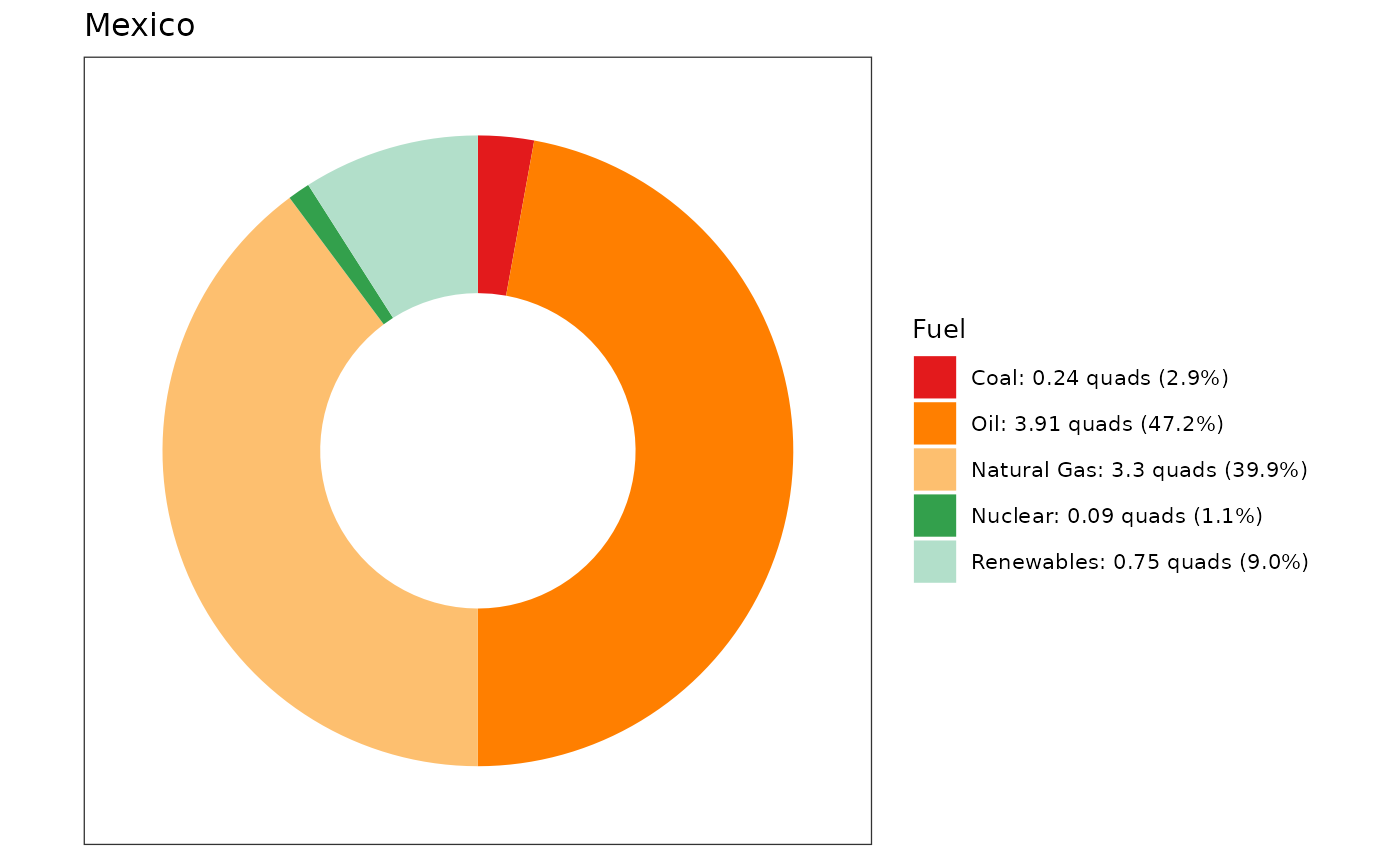 Mexico
Fuel
Coal: 0.24 quads (2.9%)
Oil: 3.91 quads (47.2%)
Natural Gas: 3.3 quads (39.9%)
Nuclear: 0.09 quads (1.1%)
Renewables: 0.75 quads (9.0%)